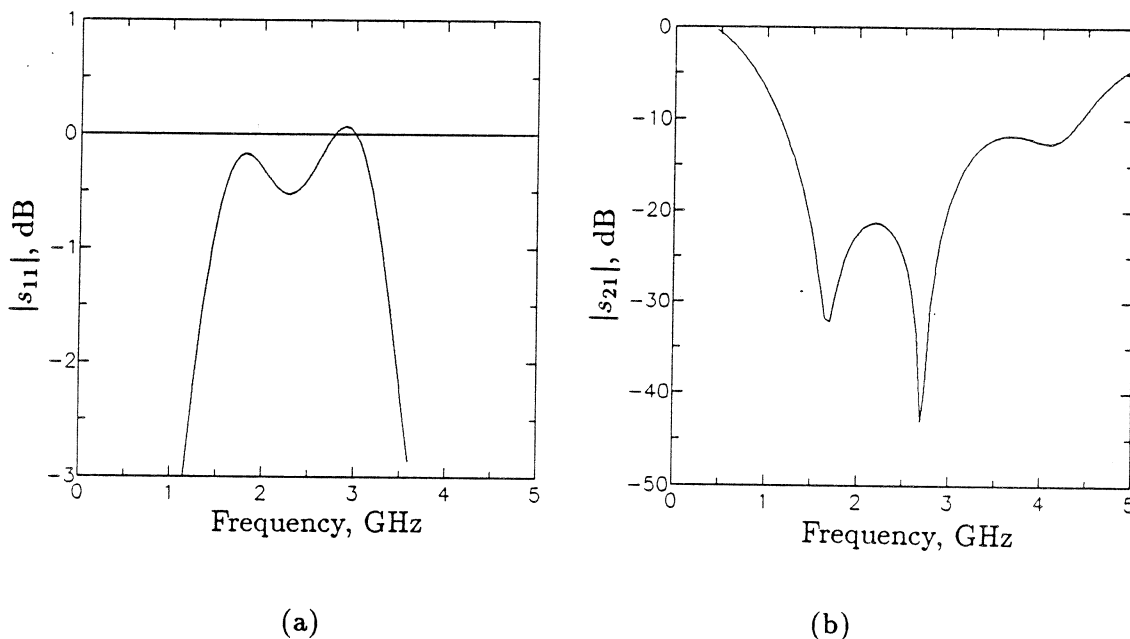 1
0
-1
-2
-3
|s11|, dB
0 1 2 3 4 5
Frequency, GHz
(a)
0
-10
-20
-30
-40
-50
|s21|, dB
0 1 2 3 4 5
Frequency, GHz
(b)